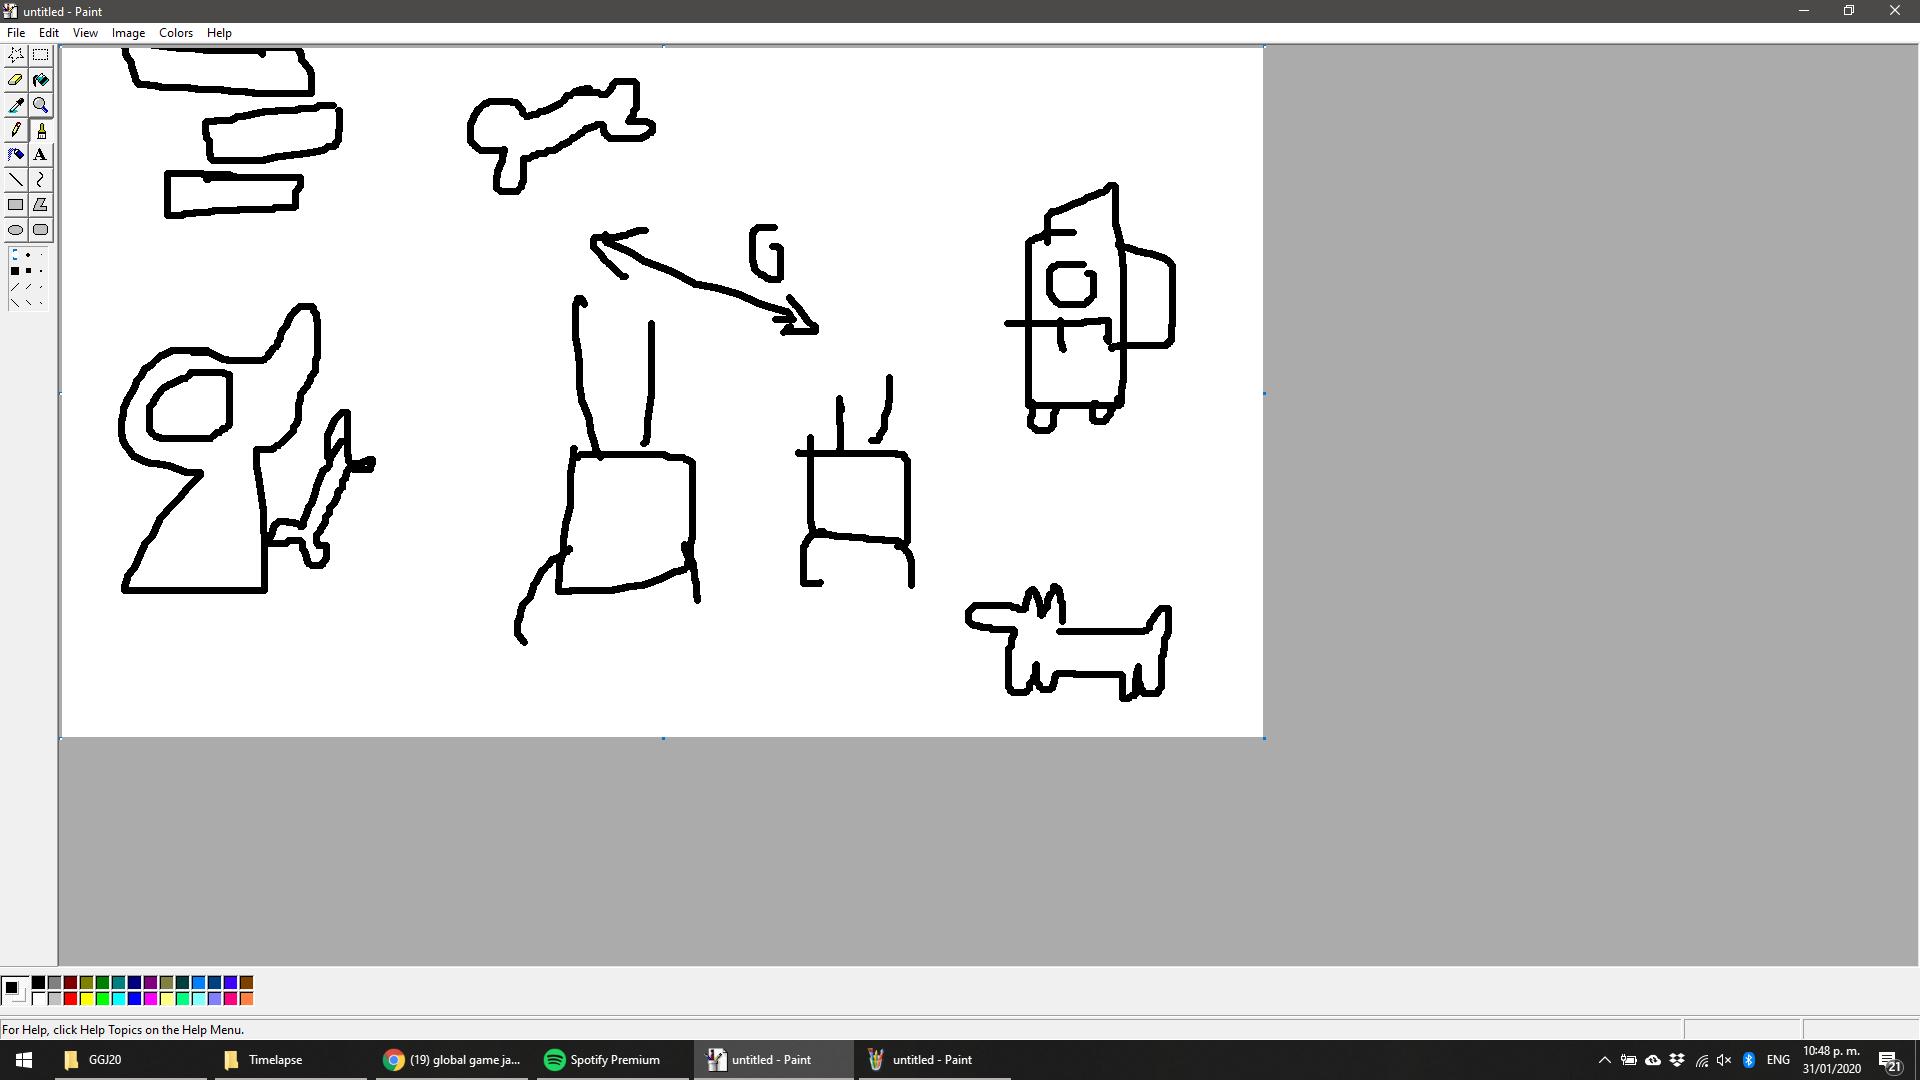 untitled - Paint
File Edit View Image Colors Help
A
G
For Help, click Help Topics on the Help Menu.
GGJ20
Timelapse
(19) global game ja...
Spotify Premium
untitled - Paint
untitled - Paint
ENG
10:48 p. m.
31/01/2020
21